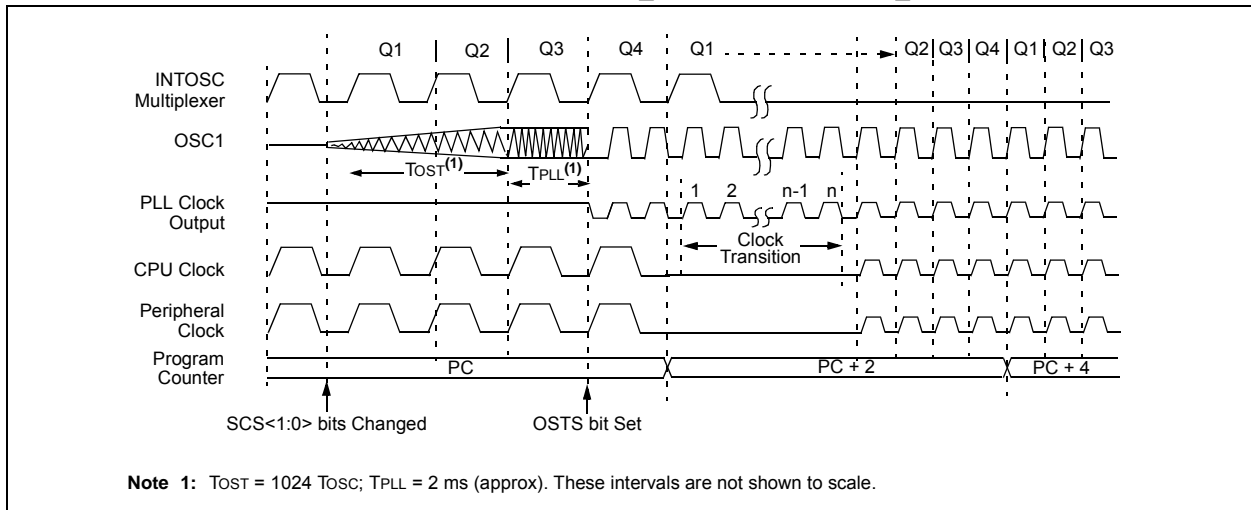 Q1 Q2 Q3 Q4 Q1 Q2 Q3 Q4 Q1 Q2 Q3
INTOSC
Multiplexer
OSC1
TOST(1) TPLL(1)
1 2 n-1 n
PLL Clock
Output
Clock
Transition
CPU Clock
Peripheral
Clock
Program
Counter
PC PC + 2 PC + 4
SCS<1:0> bits Changed OSTS bit Set
Note 1: TOST = 1024 TOSC; TPLL = 2 ms (approx). These intervals are not shown to scale.